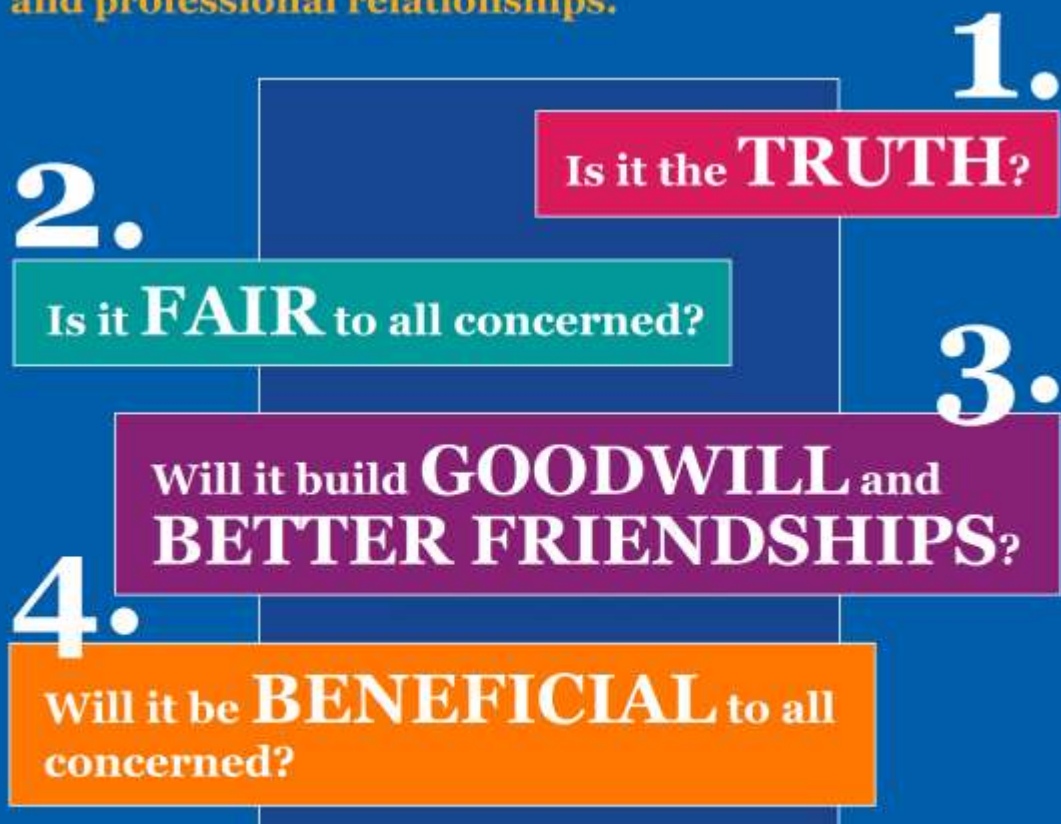 and professional relationships.
1.
Is it the TRUTH?
2.
Is it FAIR to all concerned?
3.
Will it build GOODWILL and
BETTER FRIENDSHIPS?
4.
Will it be BENEFICIAL to all
concerned?